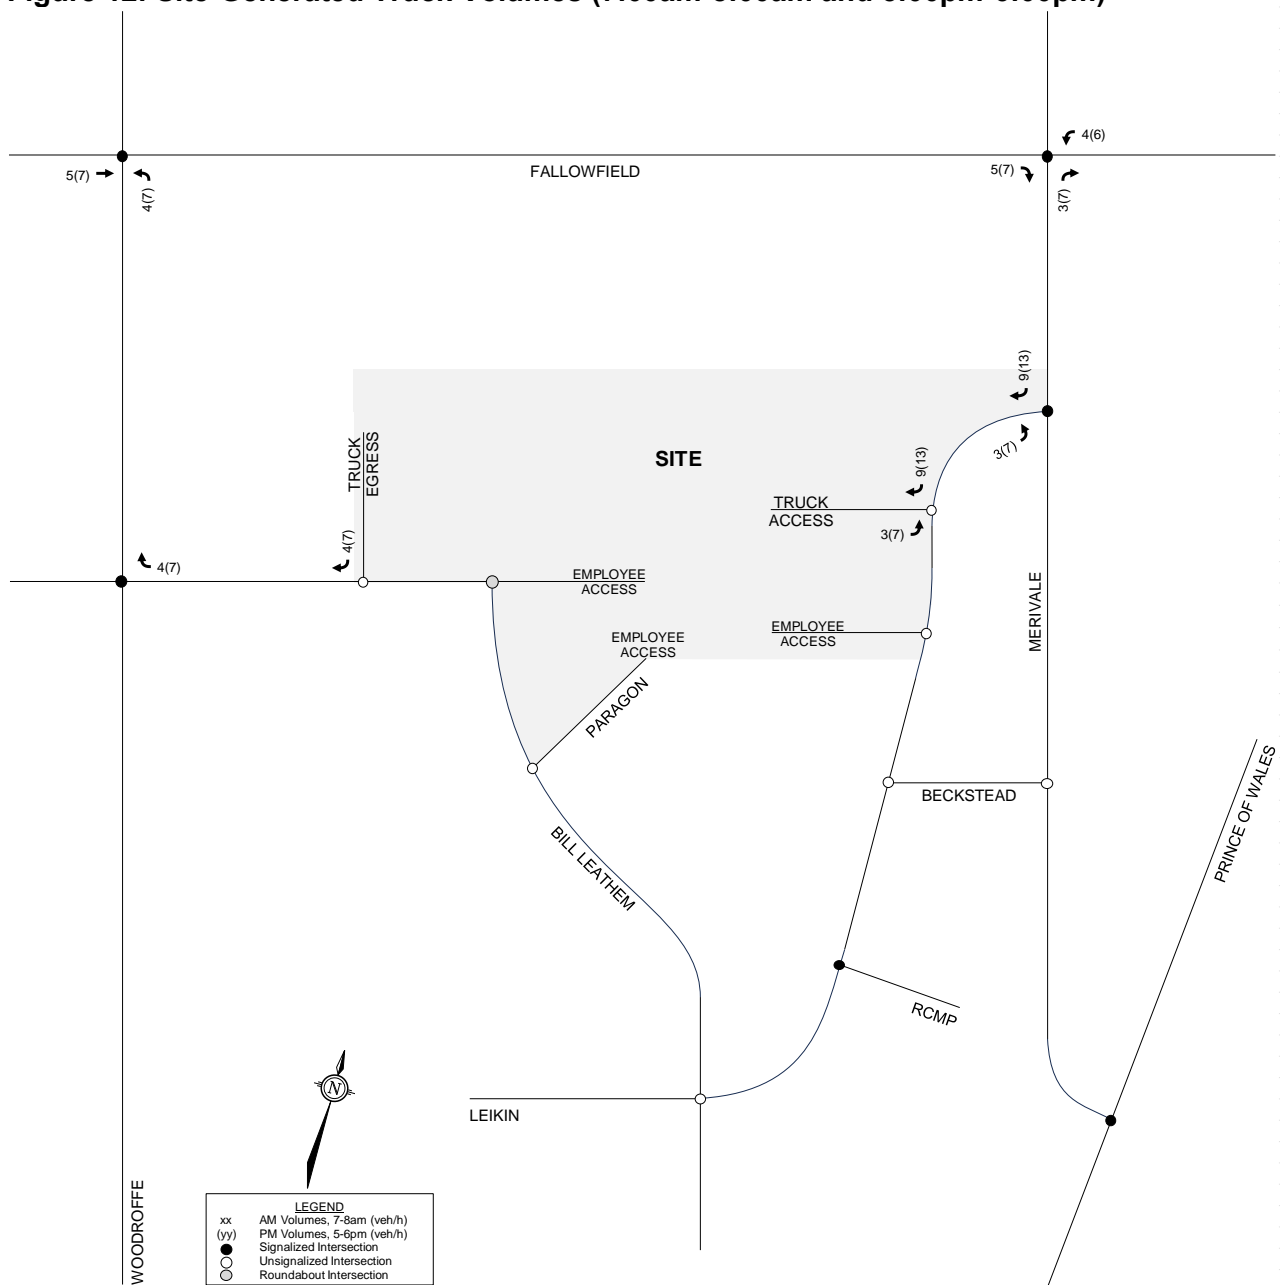 Figure 12: Site-Generated Truck Volumes (7:00am-8:00am and 5:00pm-6:00pm)
4(6)
FALLOWFIELD
5(7)
4(7)
5(7)
3(7)
9(13)
3(7)
TRUCK
EGRESS
SITE
9(13)
TRUCK
ACCESS
3(7)
4(7)
4(7)
EMPLOYEE
ACCESS
EMPLOYEE
ACCESS
EMPLOYEE
ACCESS
MERIVALE
PARAGON
BECKSTEAD
PRINCE OF WALES
BILL LEATHEM
RCMP
N
LEIKIN
WOODROFFE
LEGEND
xx AM Volumes, 7-8am (veh/h)
(yy) PM Volumes, 5-6pm (veh/h)
Signalized Intersection
Unsignalized Intersection
Roundabout Intersection